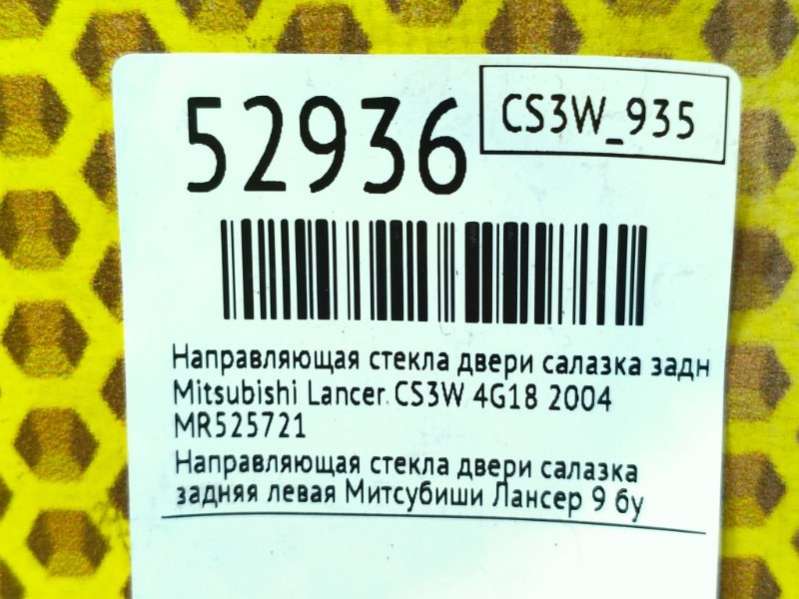 52936
CS3W_935
Направляющая стекла двери салазка задн
Mitsubishi Lancer CS3W 4G18 2004
MR525721
Направляющая стекла двери салазка
задняя левая Митсубиши Лансер 9 бу